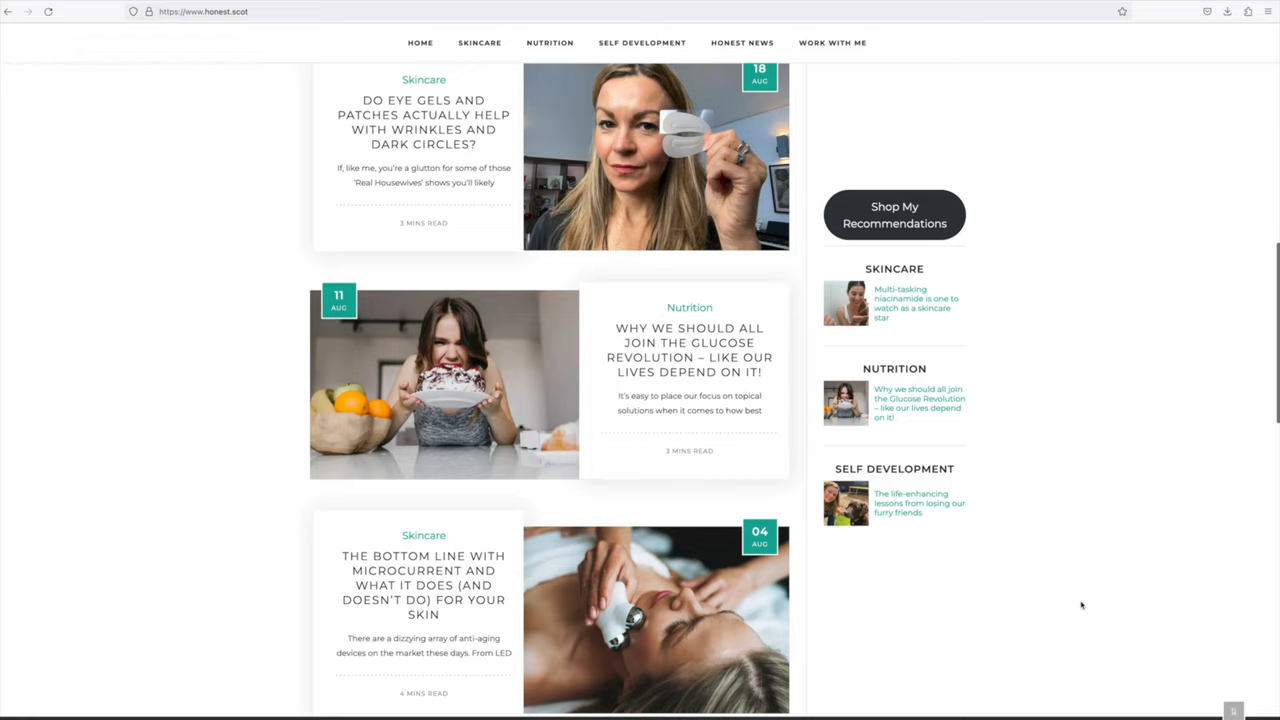 https://www.honest.scot
HOME SKINCARE NUTRITION SELF DEVELOPMENT HONEST NEWS WORK WITH ME
Skincare
DO EYE GELS AND
PATCHES ACTUALLY HELP
WITH WRINKLES AND
DARK CIRCLES?
If, like me, you're a glutton for some of those
'Real Housewives' shows you'll likely
3 MINS READ
18
AUG
11
AUG
Nutrition
WHY WE SHOULD ALL
JOIN THE GLUCOSE
REVOLUTION – LIKE OUR
LIVES DEPEND ON IT!
It's easy to place our focus on topical
solutions when it comes to how best
3 MINS READ
Skincare
THE BOTTOM LINE WITH
MICROCURRENT AND
WHAT IT DOES (AND
DOESN'T DO) FOR YOUR
SKIN
There are a dizzying array of anti-aging
devices on the market these days. From LED
4 MINS READ
04
AUG
Shop My
Recommendations
SKINCARE
Multi-tasking
niacinamide is one to
watch as a skincare
star
NUTRITION
Why we should all join
the Glucose Revolution
– like our lives depend
on it!
SELF DEVELOPMENT
The life-enhancing
lessons from losing our
furry friends